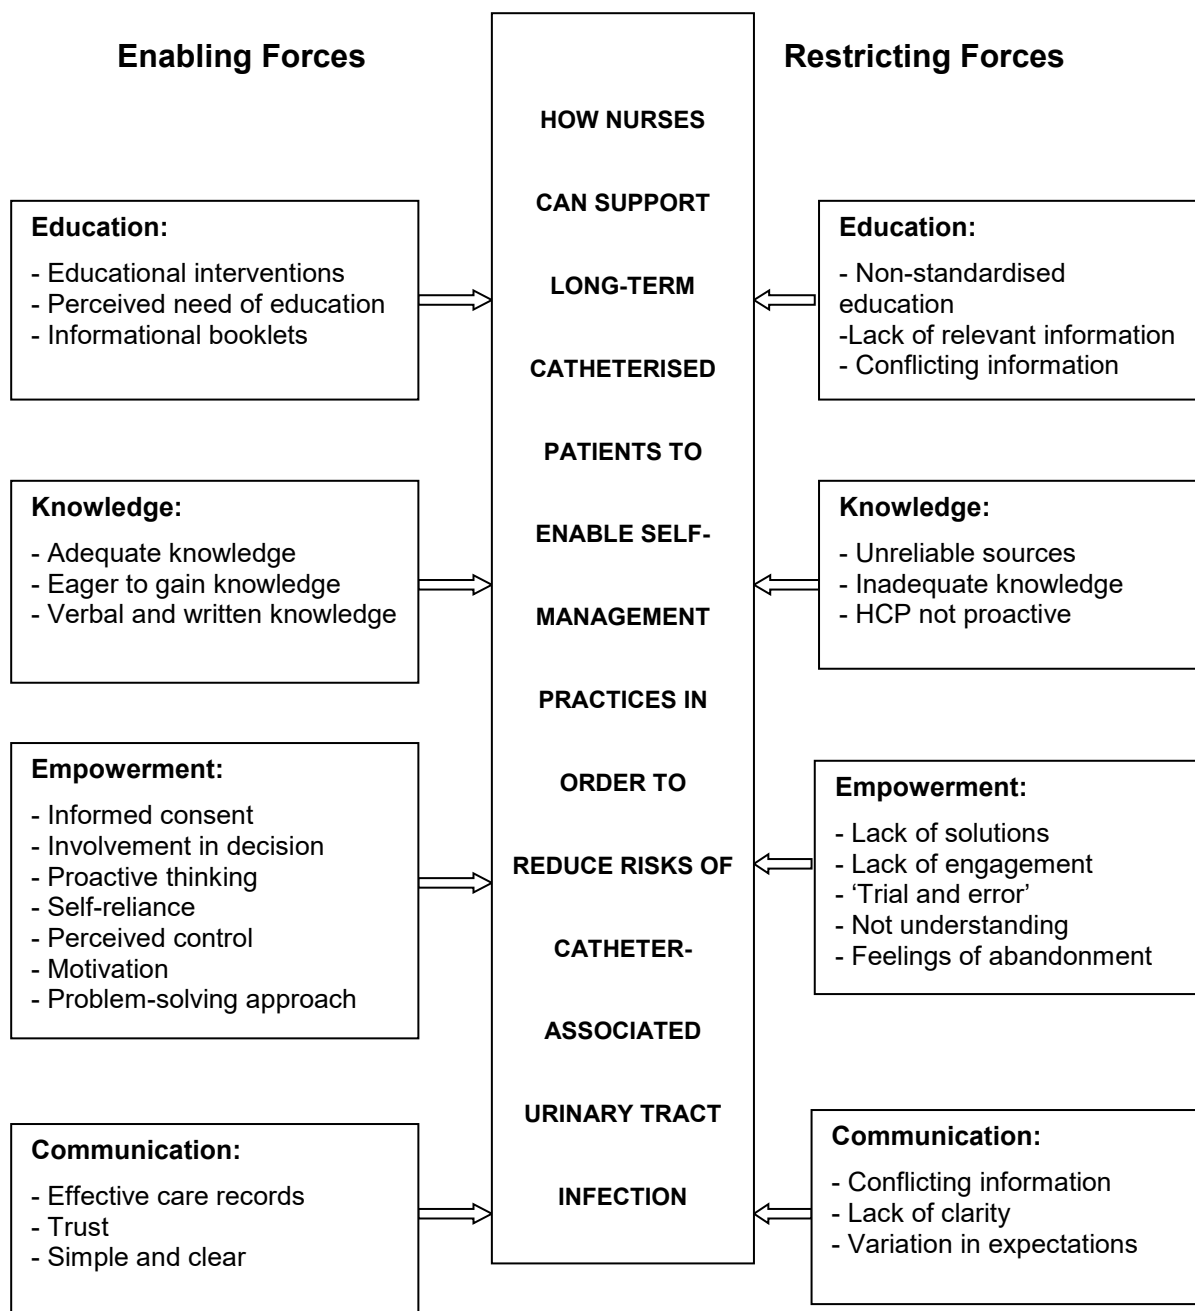 Enabling Forces
Restricting Forces
HOW NURSES
CAN SUPPORT
LONG-TERM
CATHETERISED
PATIENTS TO
ENABLE SELF-
MANAGEMENT
PRACTICES IN
ORDER TO
REDUCE RISKS OF
CATHETER-
ASSOCIATED
URINARY TRACT
INFECTION
Education:
- Educational interventions
- Perceived need of education
- Informational booklets
Knowledge:
- Adequate knowledge
- Eager to gain knowledge
- Verbal and written knowledge
Empowerment:
- Informed consent
- Involvement in decision
- Proactive thinking
- Self-reliance
- Perceived control
- Motivation
- Problem-solving approach
Communication:
- Effective care records
- Trust
- Simple and clear
Education:
- Non-standardised
education
-Lack of relevant information
- Conflicting information
Knowledge:
- Unreliable sources
- Inadequate knowledge
- HCP not proactive
Empowerment:
- Lack of solutions
- Lack of engagement
- ‘Trial and error’
- Not understanding
- Feelings of abandonment
Communication:
- Conflicting information
- Lack of clarity
- Variation in expectations